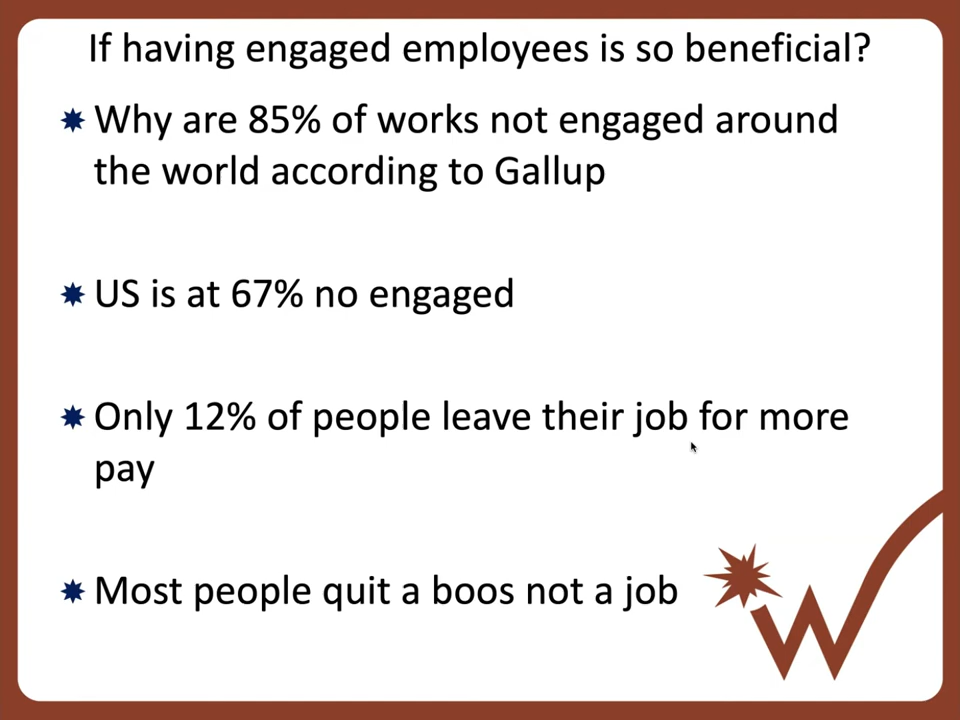 If having engaged employees is so beneficial?
Why are 85% of works not engaged around
the world according to Gallup
US is at 67% no engaged
Only 12% of people leave their job for more
pay
Most people quit a boos not a job